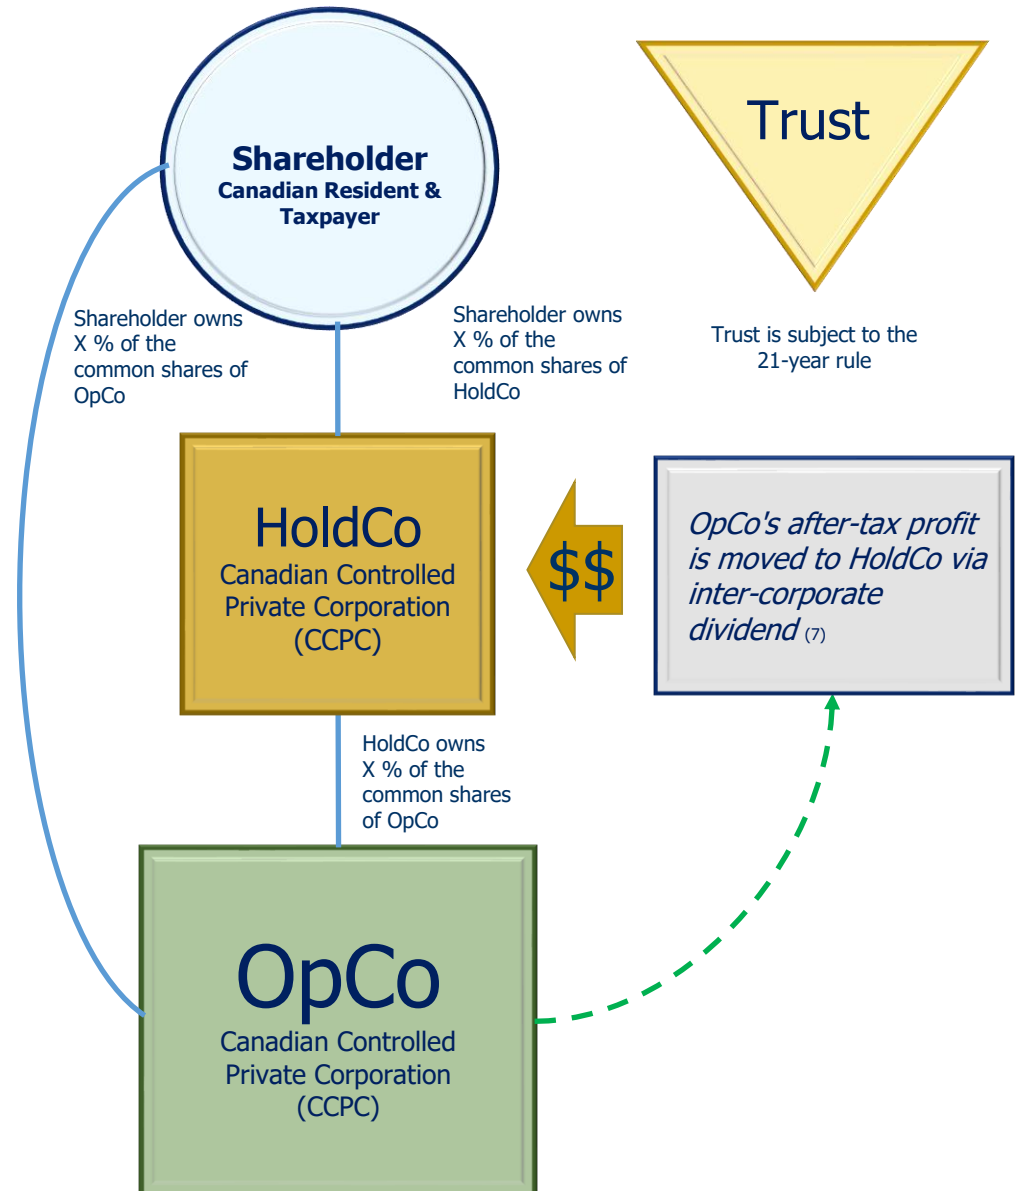 Shareholder
Canadian Resident &
Taxpayer
Trust
Shareholder owns
X % of the
common shares of
OpCo
Shareholder owns
X % of the
common shares of
HoldCo
Trust is subject to the
21-year rule
HoldCo
Canadian Controlled
Private Corporation
(CCPC)
$$
OpCo's after-tax profit
is moved to HoldCo via
inter-corporate
dividend (7)
HoldCo owns
X % of the
common shares
of OpCo
OpCo
Canadian Controlled
Private Corporation
(CCPC)